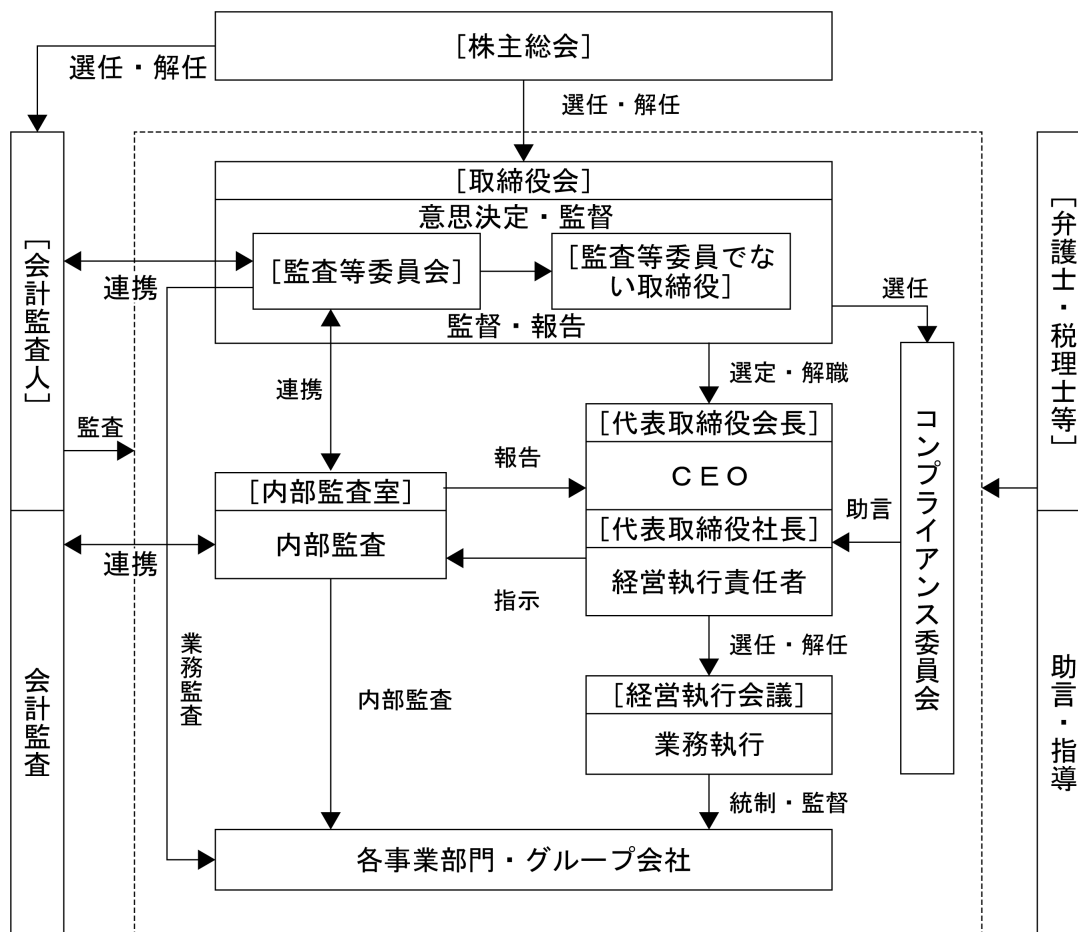 [株主総会]
選任・解任
選任・解任
[取締役会]
意思決定・監督
[監査等委員会]
[監査等委員でな
い取締役]
監督・報告
[会計監査人]
会計監査
連携
監査
連携
業務監査
連携
[内部監査室]
内部監査
報告
指示
内部監査
選定・解職
[代表取締役会長]
CEO
[代表取締役社長]
経営執行責任者
選任・解任
[経営執行会議]
業務執行
統制・監督
各事業部門・グループ会社
選任
コンプライアンス委員会
助言
[弁護士・税理士等]
助言・指導